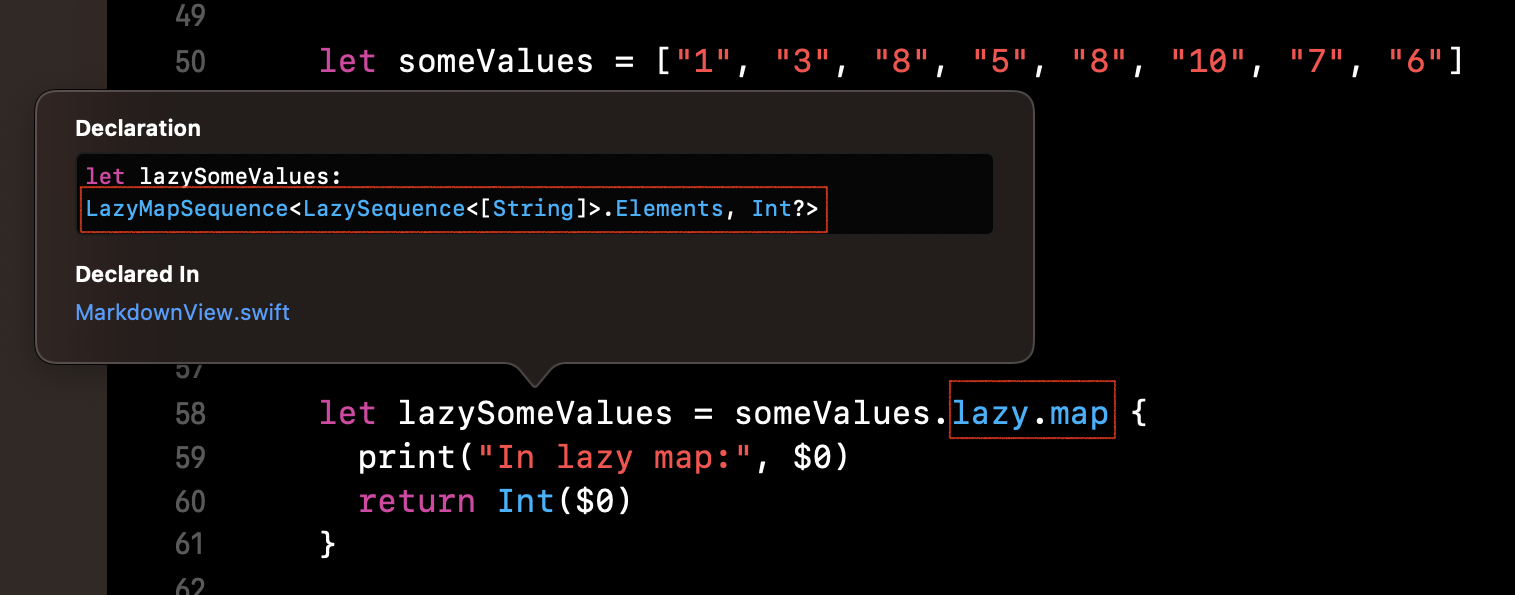 49
50 let someValues = ["1", "3", "8", "5", "8", "10", "7", "6"]
Declaration
let lazySomeValues:
LazyMapSequence<LazySequence<[String]>.Elements, Int?>
Declared In
MarkdownView.swift
57
58 let lazySomeValues = someValues.lazy.map {
59 print("In lazy map:", $0)
60 return Int($0)
61 }
62